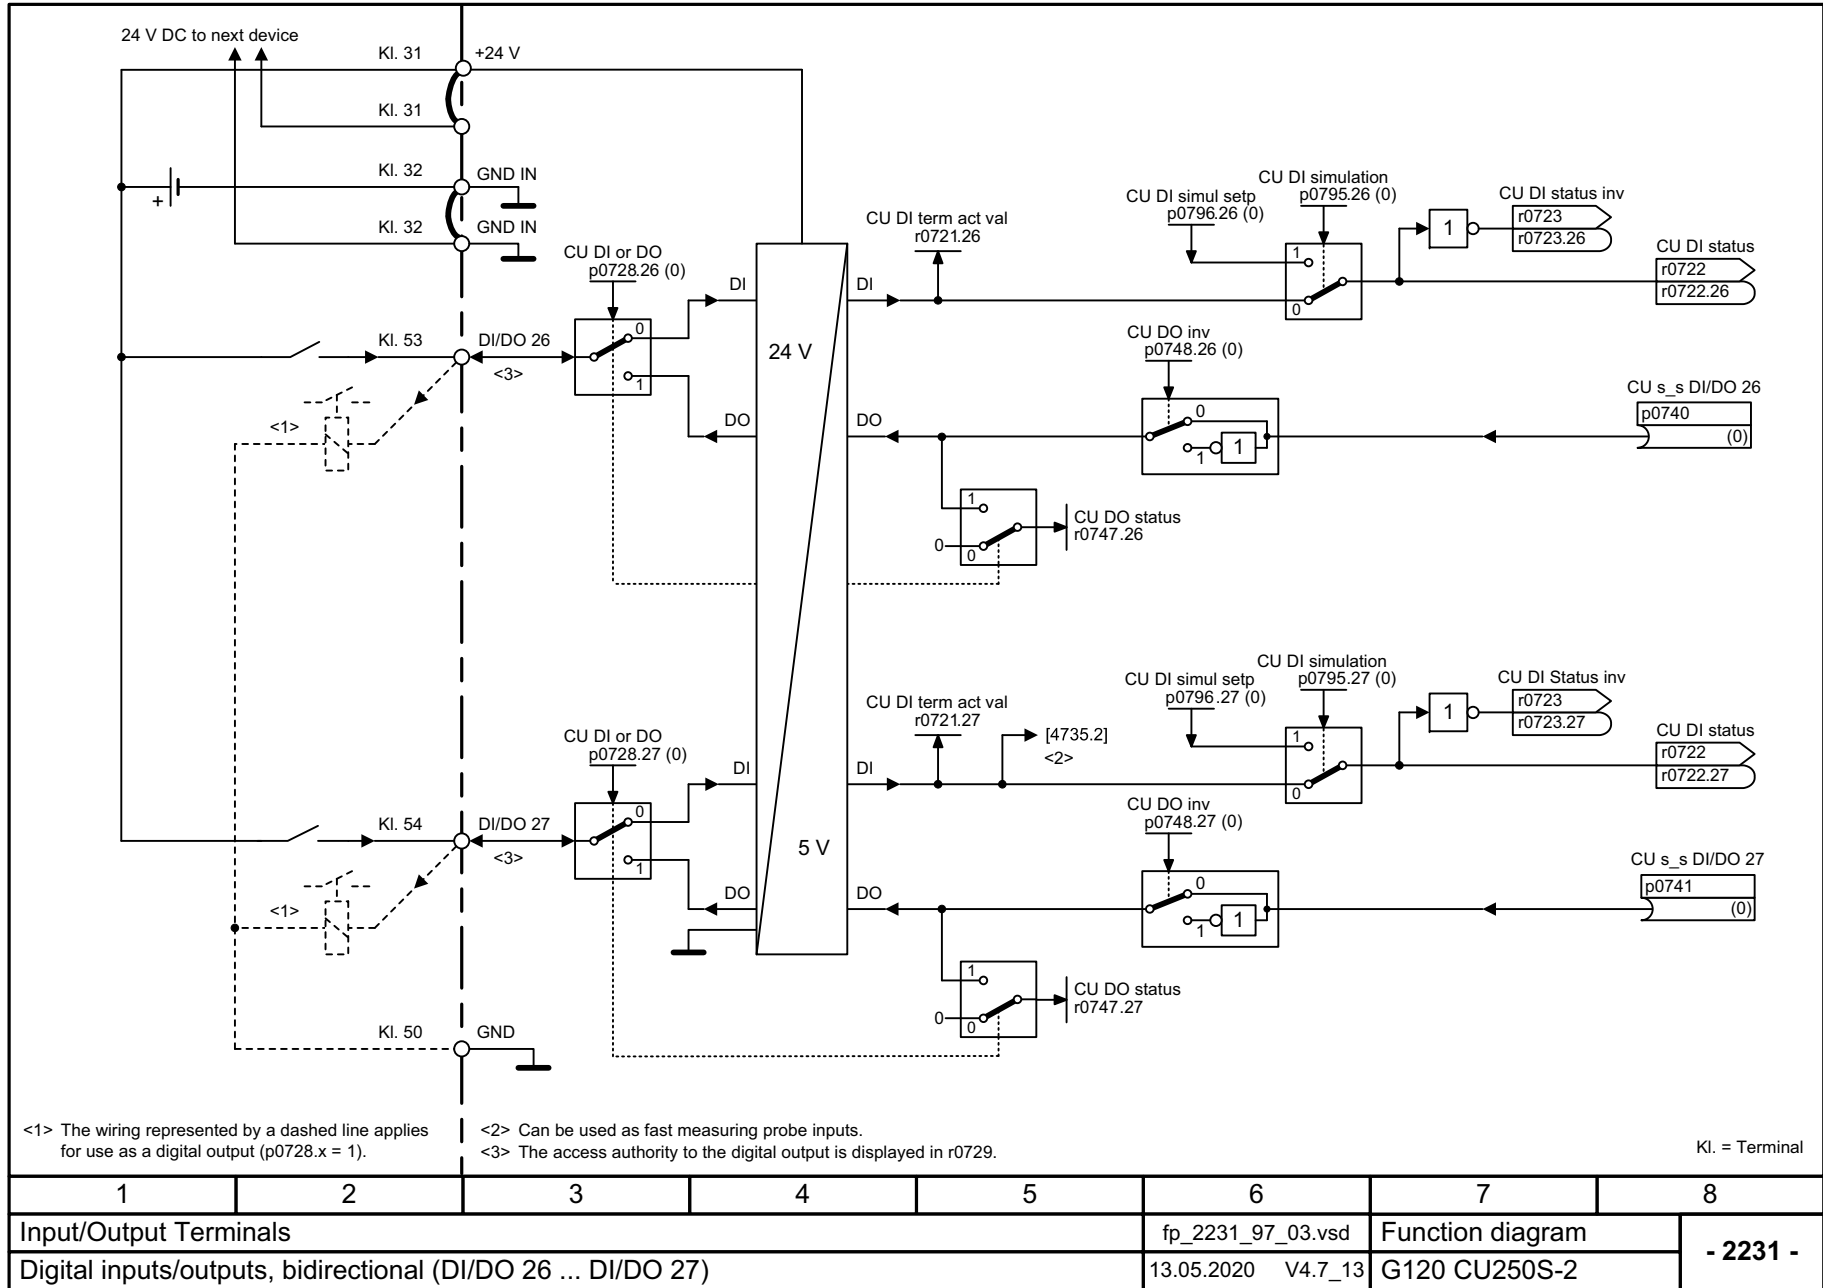 24 V DC to next device
Kl. 31
+24 V
Kl. 31
Kl. 32
GND IN
+
Kl. 32
GND IN
CU DI or DO
p0728.26 (0)
DI
24 V
DI
CU DI term act val
r0721.26
CU DI simul setp
p0796.26 (0)
CU DI simulation
p0795.26 (0)
1
0
1
CU DI status inv
r0723
r0723.26
CU DI status
r0722
r0722.26
Kl. 53
DI/DO 26
<3>
0
1
<1>
DO
DO
CU DO inv
p0748.26 (0)
0
1
1
CU s_s DI/DO 26
p0740
(0)
1
0
0
CU DO status
r0747.26
CU DI or DO
p0728.27 (0)
DI
DI
CU DI term act val
r0721.27
[4735.2]
<2>
CU DI simul setp
p0796.27 (0)
CU DI simulation
p0795.27 (0)
1
0
1
CU DI Status inv
r0723
r0723.27
CU DI status
r0722
r0722.27
Kl. 54
DI/DO 27
<3>
0
1
5 V
<1>
DO
DO
CU DO inv
p0748.27 (0)
0
1
1
CU s_s DI/DO 27
p0741
(0)
1
0
0
CU DO status
r0747.27
Kl. 50
GND
<1> The wiring represented by a dashed line applies
for use as a digital output (p0728.x = 1).
<2> Can be used as fast measuring probe inputs.
<3> The access authority to the digital output is displayed in r0729.
Kl. = Terminal
1 2 3 4 5 6 7 8
Input/Output Terminals
fp_2231_97_03.vsd
Function diagram
- 2231 -
Digital inputs/outputs, bidirectional (DI/DO 26 ... DI/DO 27)
13.05.2020 V4.7_13
G120 CU250S-2